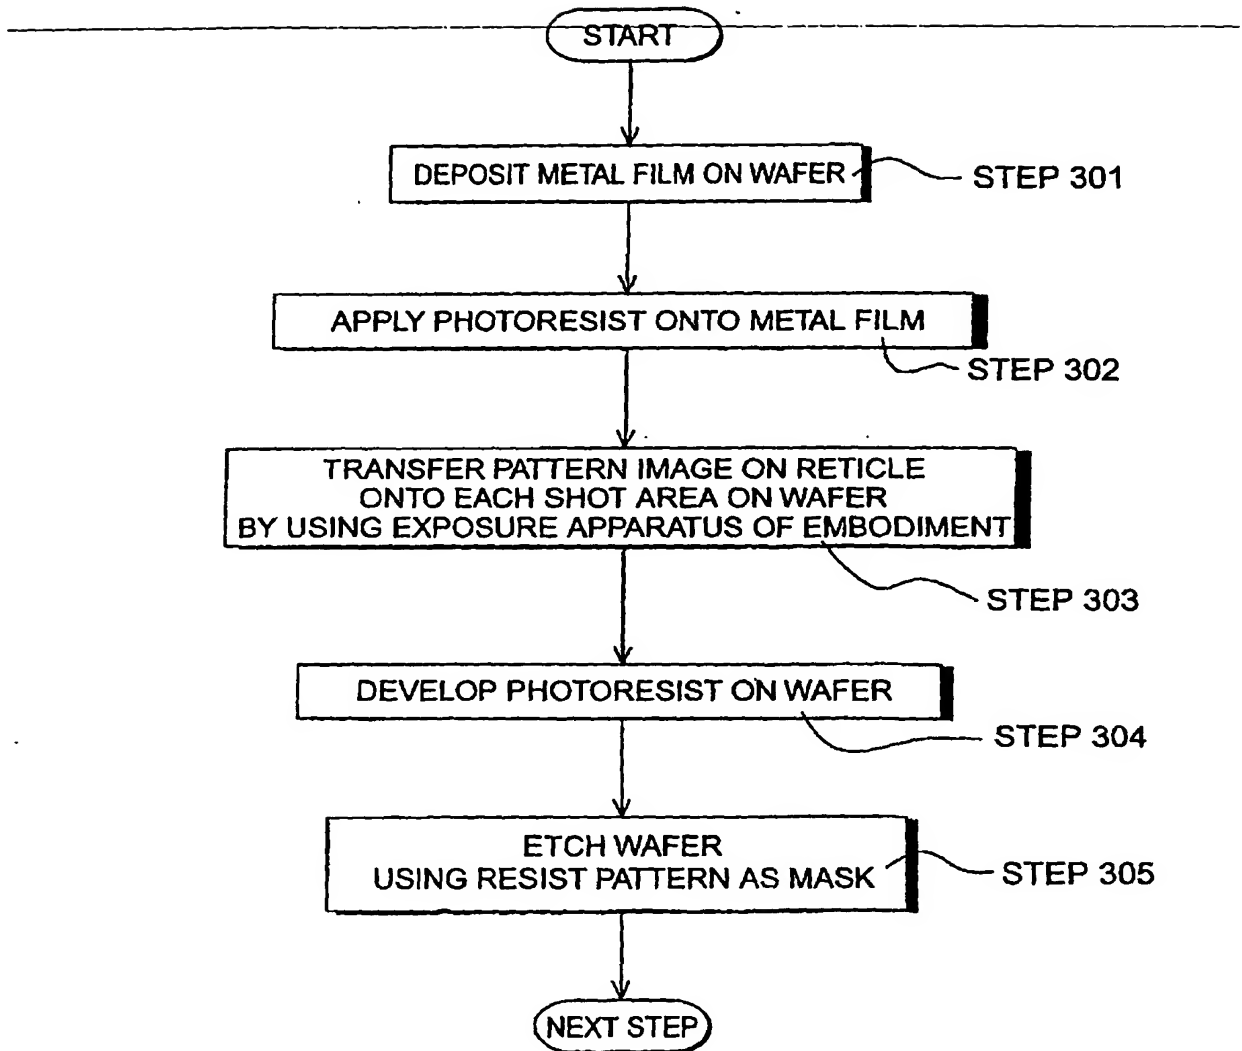 START
DEPOSIT METAL FILM ON WAFER
STEP 301
APPLY PHOTORESIST ONTO METAL FILM
STEP 302
TRANSFER PATTERN IMAGE ON RETICLE
ONTO EACH SHOT AREA ON WAFER
BY USING EXPOSURE APPARATUS OF EMBODIMENT
STEP 303
DEVELOP PHOTORESIST ON WAFER
STEP 304
ETCH WAFER
USING RESIST PATTERN AS MASK
STEP 305
NEXT STEP